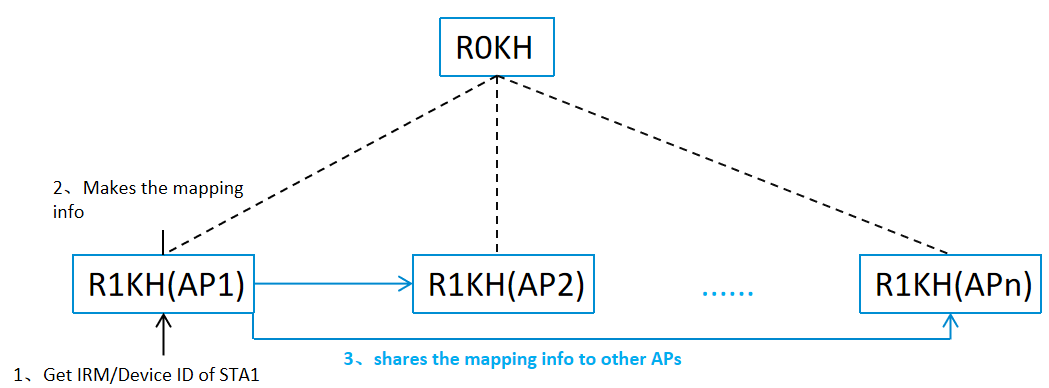 R0KH
2、Makes the mapping
info
R1KH(AP1)
R1KH(AP2)
......
R1KH(APn)
3、shares the mapping info to other APs
1、Get IRM/Device ID of STA1